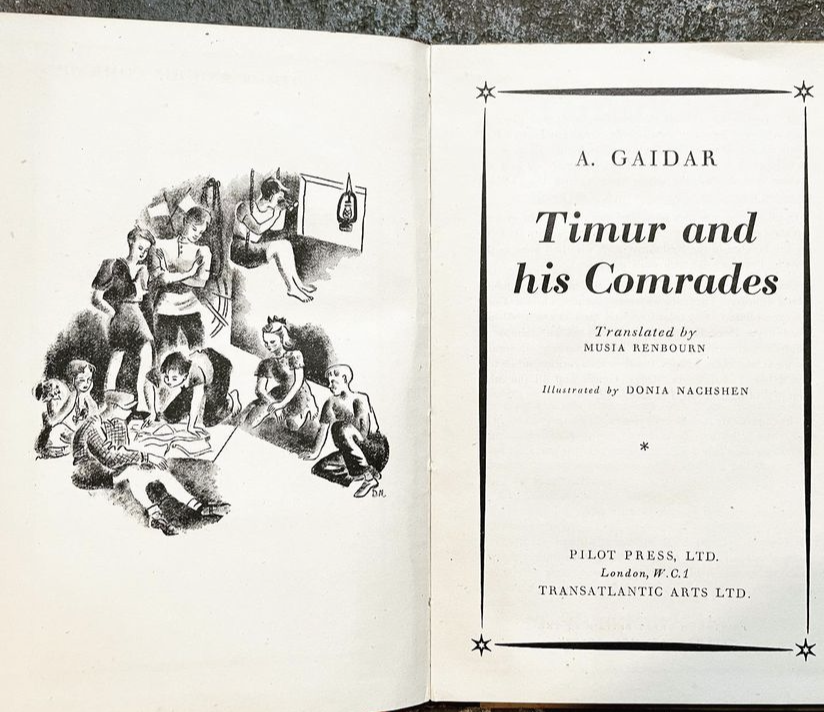 D.N.
A. GAIDAR
Timur and
his Comrades
Translated by
MUSIA RENBOURN
Illustrated by DONIA NACHSHEN
*
PILOT PRESS, LTD.
London, W.C.1
TRANSATLANTIC ARTS LTD.